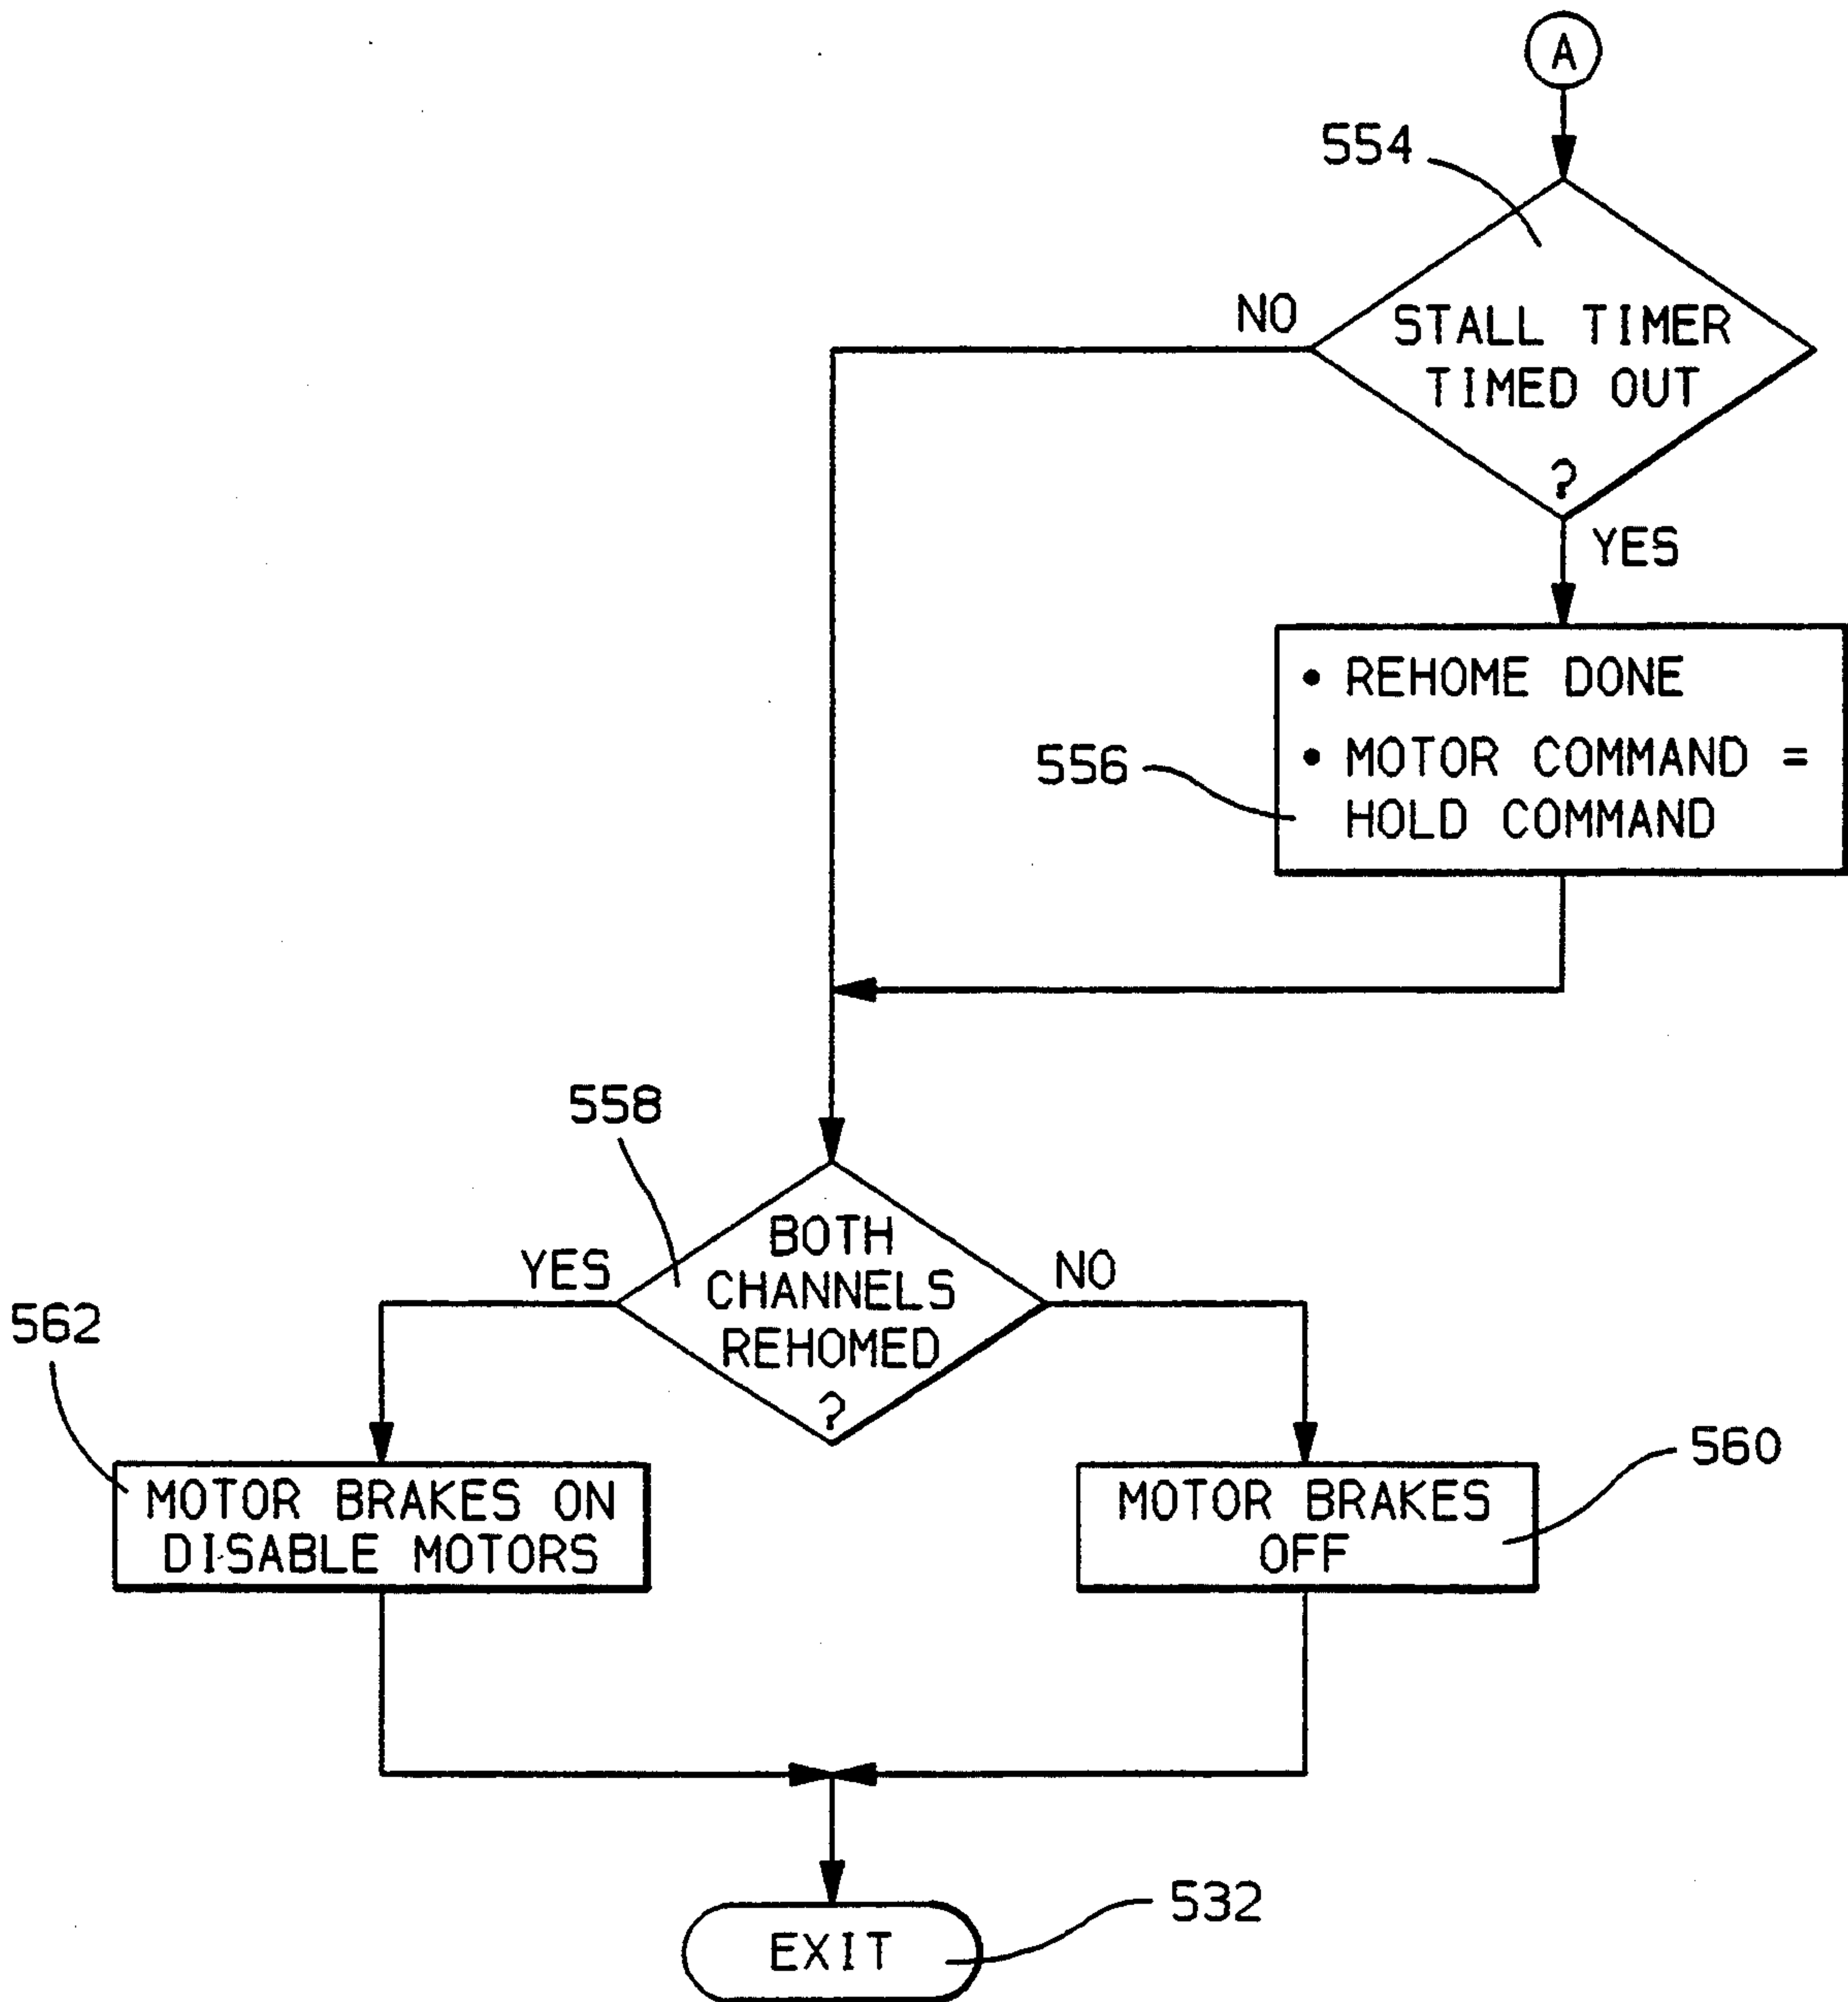 A
554
NO
STALL TIMER
TIMED OUT
?
YES
• REHOME DONE
556
• MOTOR COMMAND =
HOLD COMMAND
558
YES
BOTH
CHANNELS
REHOMED
?
NO
562
560
MOTOR BRAKES ON
DISABLE MOTORS
MOTOR BRAKES
OFF
532
EXIT